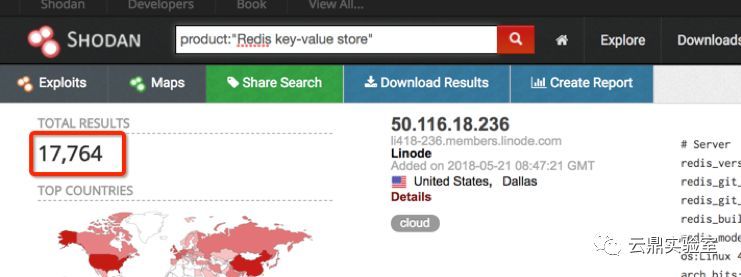 Shodan Developers Book View All...
SHODAN product:"Redis key-value store" Explore Downloads
Exploits Maps Share Search Download Results Create Report
TOTAL RESULTS
17,764
TOP COUNTRIES
50.116.18.236
li418-236.members.linode.com
Linode
Added on 2018-05-21 08:47:21 GMT
United States, Dallas
Details
cloud
# Server
redis_vers
redis_git_
redis_git_
redis_buil
redis_mode
os:Linux 4
arch_bits:
云鼎实验室